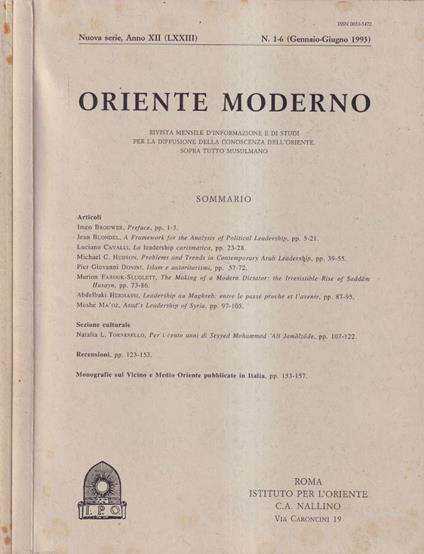 ISSN 0030-5472
Nuova serie, Anno XII (LXXIII)
N. 1-6 (Gennaio-Giugno 1993)
ORIENTE MODERNO
RIVISTA MENSILE D'INFORMAZIONE E DI STUDI
PER LA DIFFUSIONE DELLA CONOSCENZA DELL'ORIENTE,
SOPRA TUTTO MUSULMANO
SOMMARIO
Articoli
Imgo BROUWER, Preface, pp. 1-3.
Jean BLONDEL, A Framework for the Analysis of Political Leadership, pp. 5-21.
Luciano CAVALLI, La leadership carismatica, pp. 23-28.
Michael C. HUDSON, Problems and Trends in Contemporary Arab Leadership, pp. 39-55.
Pier Giovanni DONINI, Islam e autoritarismi, pp. 57-72.
Marion FAROUK-SLUGLETT, The Making of a Modern Dictator: the Irresistible Rise of Saddām
Ḥusayn, pp. 73-86.
Abdelbaki HERMASSI, Leadership au Maghreb: entre le passé proche et l'avenir, pp. 87-95.
Moshe MA'OZ, Asad's Leadership of Syria, pp. 97-105.
Sezione culturale
Natalia L. TORNESELLO, Per i cento anni di Seyyed Mohammad 'Ali Jamālzāde, pp. 107-122.
Recensioni, pp. 123-153.
Monografie sul Vicino e Medio Oriente pubblicate in Italia, pp. 153-157.
I.P.O.
ROMA
ISTITUTO PER L'ORIENTE
C.A. NALLINO
VIA CARONCINI 19